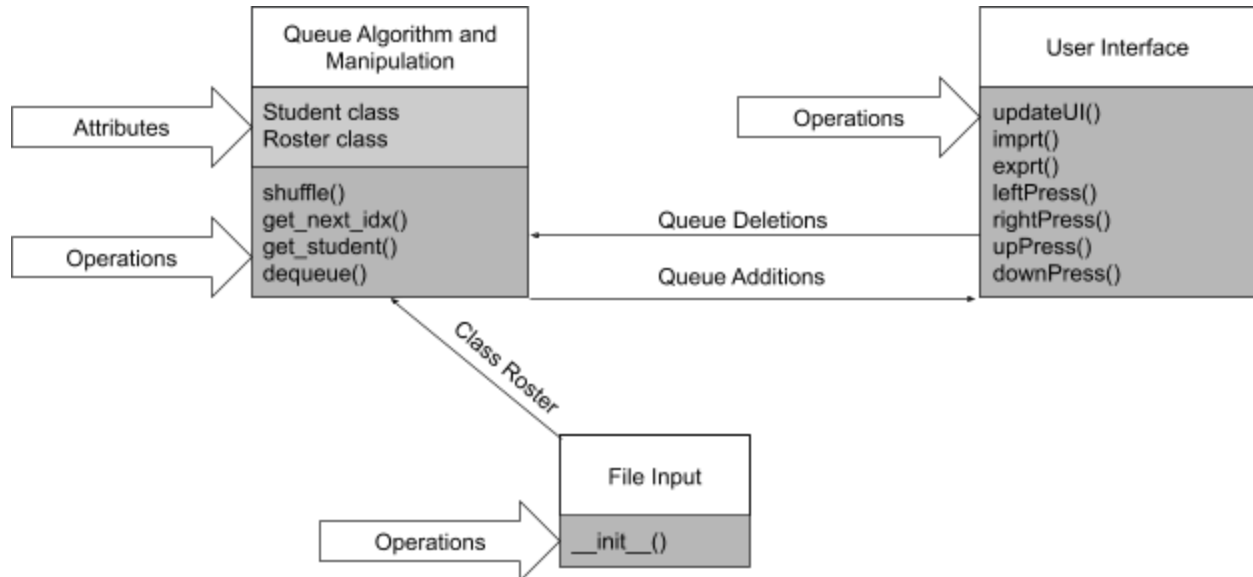 Queue Algorithm and
Manipulation
Attributes
Student class
Roster class
Operations
shuffle()
get_next_idx()
get_student()
dequeue()
User Interface
Operations
updateUI()
imprt()
exprt()
leftPress()
rightPress()
upPress()
downPress()
Queue Deletions
Queue Additions
Class Roster
File Input
Operations
__init__()